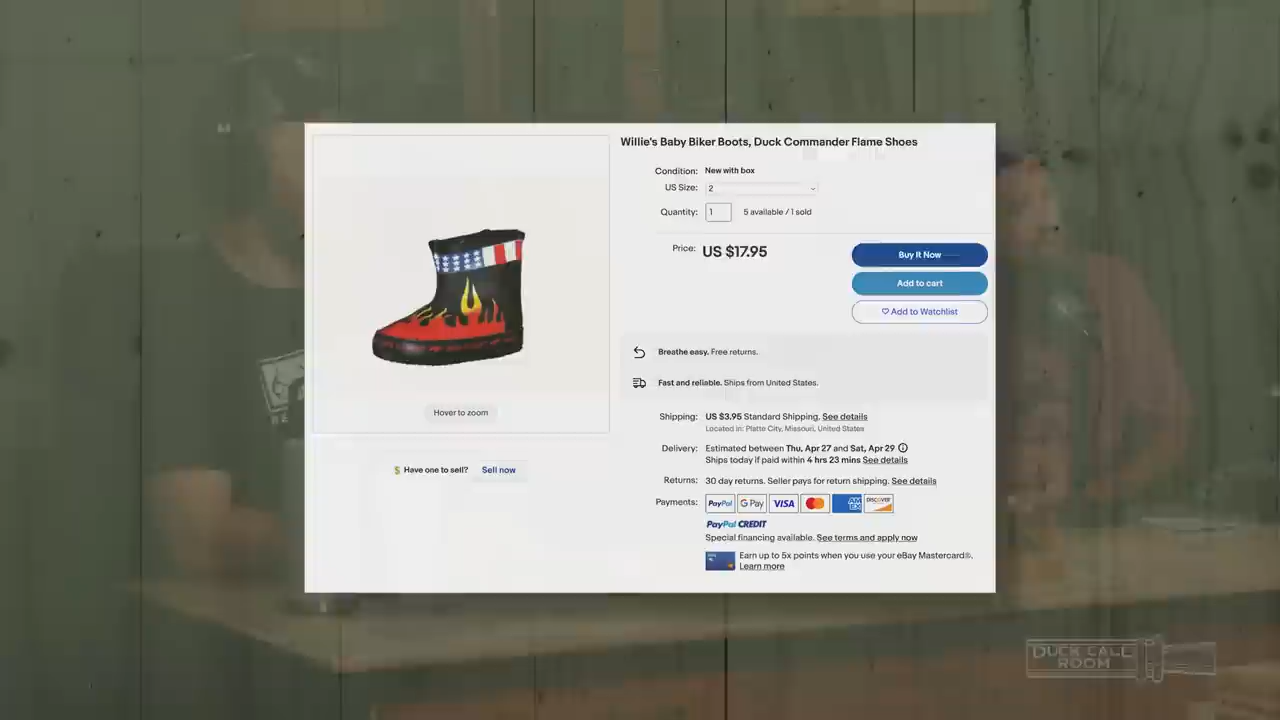 Willie's Baby Biker Boots, Duck Commander Flame Shoes
Condition: New with box
US Size: 2
Quantity: 1 5 available / 1 sold
Price: US $17.95
Buy It Now
Add to cart
Add to Watchlist
Breathe easy. Free returns.
Fast and reliable. Ships from United States.
Hover to zoom
$ Have one to sell? Sell now
Shipping: US $3.95 Standard Shipping. See details
Located in: Platte City, Missouri, United States
Delivery: Estimated between Thu, Apr 27 and Sat, Apr 29
Ships today if paid within 4 hrs 23 mins See details
Returns: 30 day returns. Seller pays for return shipping. See details
Payments: PayPal G Pay VISA AM EX DISCOVER
PayPal CREDIT
Special financing available. See terms and apply now
Earn up to 5x points when you use your eBay Mastercard®.
Learn more
DUCK CALL
ROOM